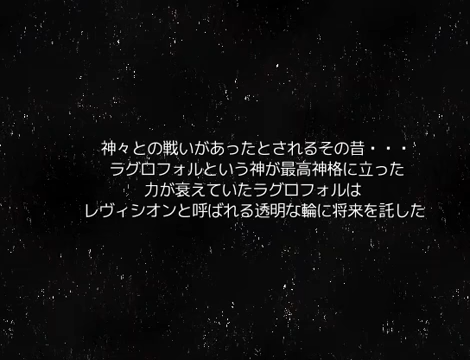 神々との戦いがあったとされるその昔・・・
ラグロフォルという神が最高神格に立った
力が衰えていたラグロフォルは
レヴィシオンと呼ばれる透明な輪に将来を託した